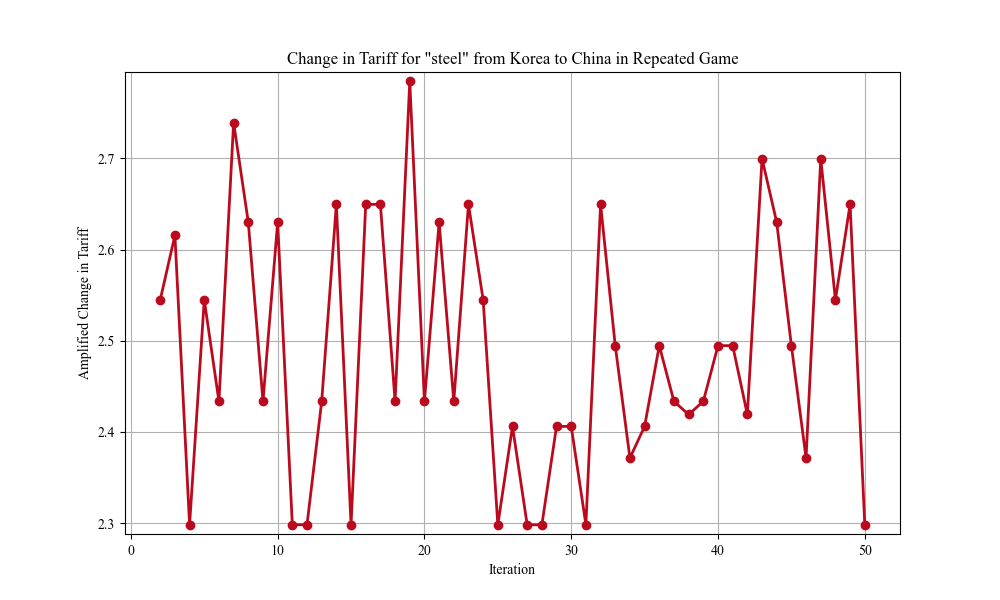 Change in Tariff for "steel" from Korea to China in Repeated Game
Amplified Change in Tariff
2.7
2.6
2.5
2.4
2.3
0 10 20 30 40 50
Iteration